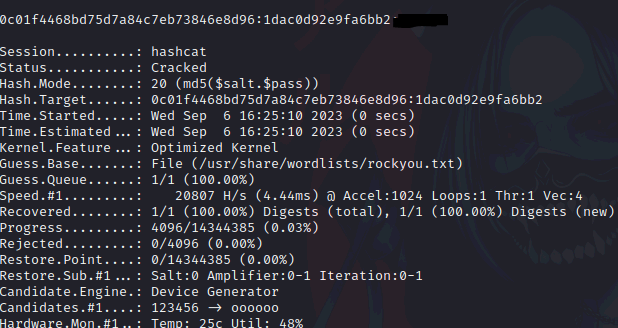 0c01f4468bd75d7a84c7eb73846e8d96:1dac0d92e9fa6bb2
Session..........: hashcat
Status...........: Cracked
Hash.Mode........: 20 (md5($salt.$pass))
Hash.Target......: 0c01f4468bd75d7a84c7eb73846e8d96:1dac0d92e9fa6bb2
Time.Started.....: Wed Sep  6 16:25:10 2023 (0 secs)
Time.Estimated...: Wed Sep  6 16:25:10 2023 (0 secs)
Kernel.Feature...: Optimized Kernel
Guess.Base.......: File (/usr/share/wordlists/rockyou.txt)
Guess.Queue......: 1/1 (100.00%)
Speed.#1.........:    20807 H/s (4.44ms) @ Accel:1024 Loops:1 Thr:1 Vec:4
Recovered........: 1/1 (100.00%) Digests (total), 1/1 (100.00%) Digests (new)
Progress.........: 4096/14344385 (0.03%)
Rejected.........: 0/4096 (0.00%)
Restore.Point....: 0/14344385 (0.00%)
Restore.Sub.#1...: Salt:0 Amplifier:0-1 Iteration:0-1
Candidate.Engine.: Device Generator
Candidates.#1....: 123456 -> oooooo
Hardware.Mon.#1..: Temp: 25c Util: 48%